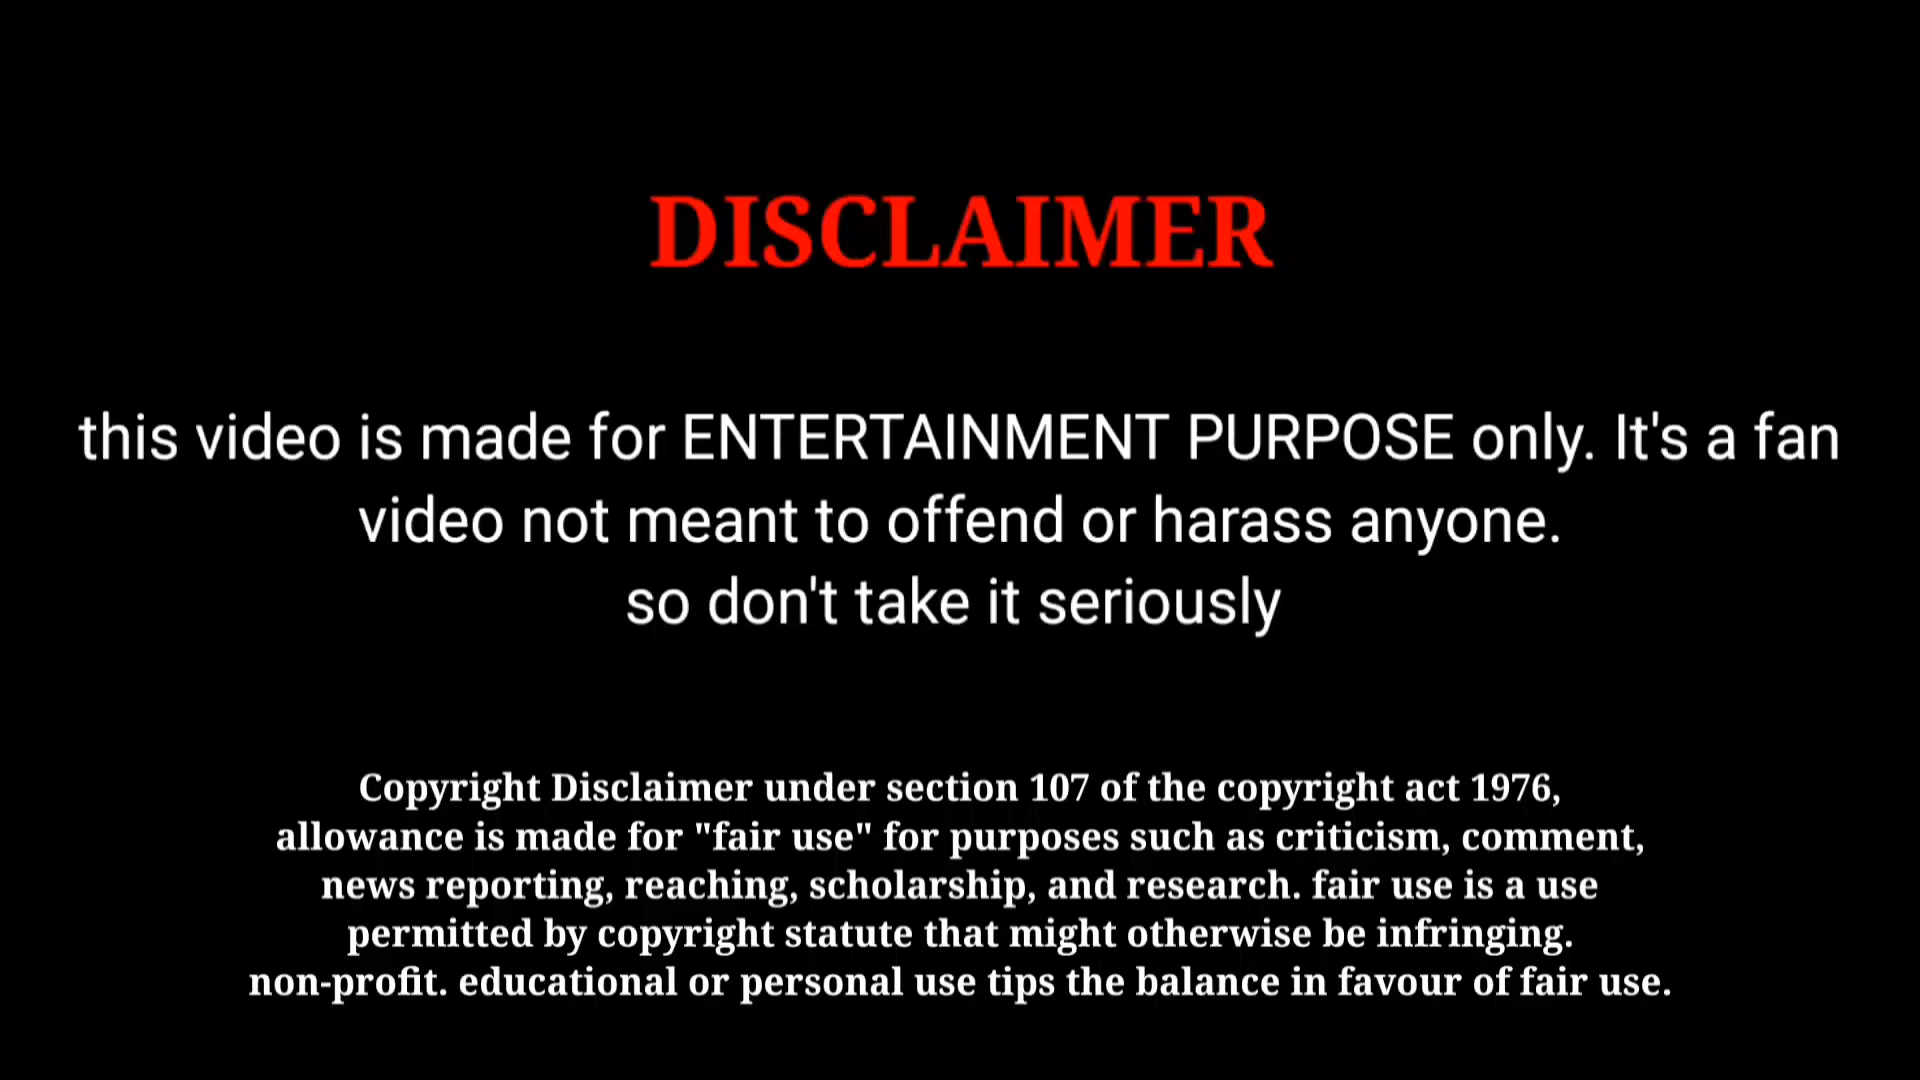 DISCLAIMER
this video is made for ENTERTAINMENT PURPOSE only. It's a fan
video not meant to offend or harass anyone.
so don't take it seriously
Copyright Disclaimer under section 107 of the copyright act 1976,
allowance is made for "fair use" for purposes such as criticism, comment,
news reporting, reaching, scholarship, and research. fair use is a use
permitted by copyright statute that might otherwise be infringing.
non-profit. educational or personal use tips the balance in favour of fair use.